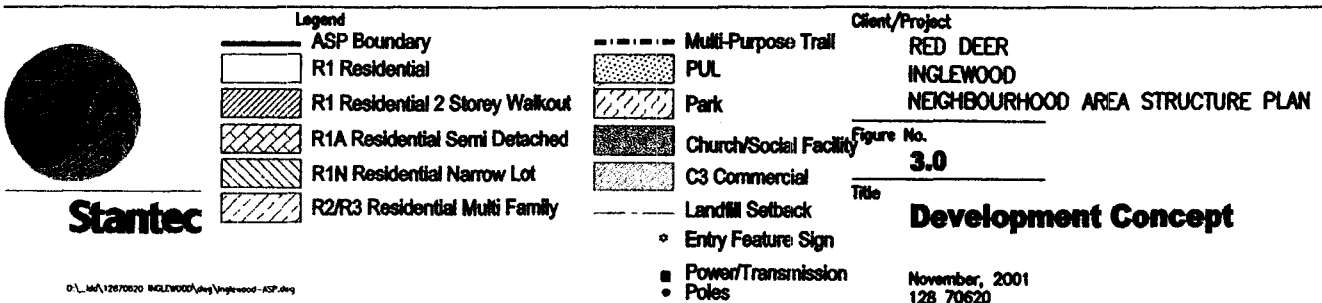 Legend
ASP Boundary
R1 Residential
R1 Residential 2 Storey Walkout
R1A Residential Semi Detached
R1N Residential Narrow Lot
R2/R3 Residential Multi Family
Multi-Purpose Trail
PUL
Park
Church/Social Facility
C3 Commercial
Landfill Setback
Entry Feature Sign
Power/Transmission
Poles
Client/Project
RED DEER
INGLEWOOD
NEIGHBOURHOOD AREA STRUCTURE PLAN
Figure No.
3.0
Title
Development Concept
November, 2001
128 70620
Stantec